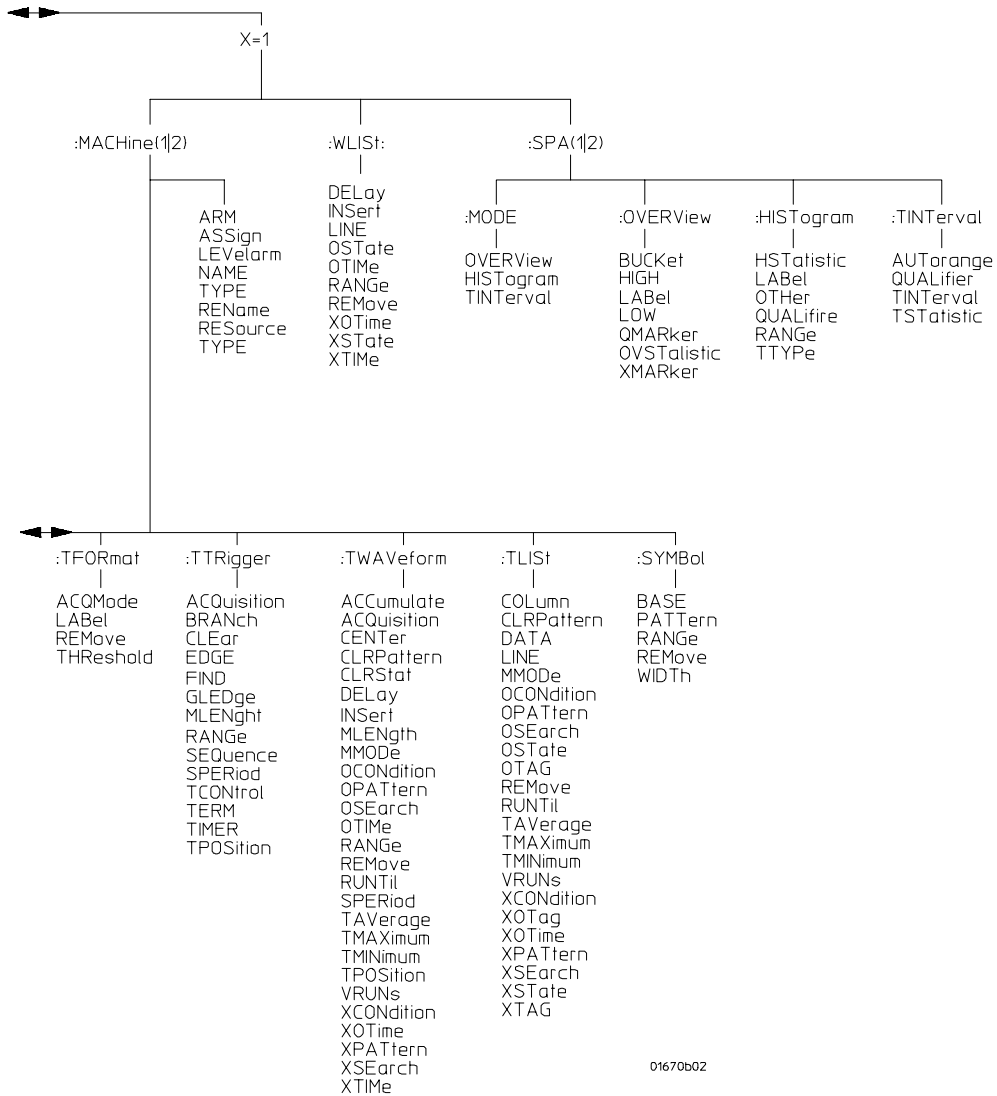 X=1
:MACHine(1|2)
:WLISt:
:SPA(1|2)
ARM
ASSign
LEVelarm
NAME
TYPE
REName
RESource
TYPE
DELay
INSert
LINE
OSTate
OTIMe
RANGe
REMove
XOTime
XSTate
XTIMe
:MODE
OVERView
HISTogram
TINTerval
:OVERView
BUCKet
HIGH
LABel
LOW
QMARker
OVSTalistic
XMARker
:HISTogram
HSTatistic
LABel
OTHer
QUALifire
RANGe
TTYPe
:TINTerval
AUTorange
QUALifier
TINTerval
TSTatistic
:TFORmat
ACQMode
LABel
REMove
THReshold
:TTRigger
ACQuisition
BRANch
CLEar
EDGE
FIND
GLEDge
MLENght
RANGe
SEQuence
SPERiod
TCONtrol
TERM
TIMER
TPOSition
:TWAVeform
ACCumulate
ACQuisition
CENTer
CLRPattern
CLRStat
DELay
INSert
MLENgth
MMODe
OCONdition
OPATtern
OSEarch
OTIMe
RANGe
REMove
RUNTil
SPERiod
TAVerage
TMAXimum
TMINimum
TPOSition
VRUNs
XCONdition
XOTime
XPATtern
XSEarch
XTIMe
:TLISt
COLumn
CLRPattern
DATA
LINE
MMODe
OCONdition
OPATtern
OSEarch
OSTate
OTAG
REMove
RUNTil
TAVerage
TMAXimum
TMINimum
VRUNs
XCONdition
XOTag
XOTime
XPATtern
XSEarch
XSTate
XTAG
:SYMBol
BASE
PATTern
RANGe
REMove
WIDTh
01670b02